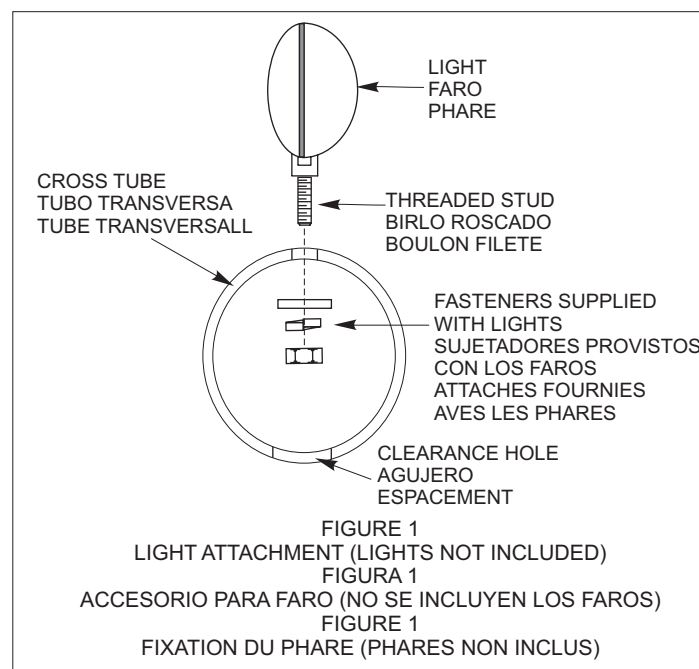 LIGHT
FARO
PHARE
CROSS TUBE
TUBO TRANSVERSA
TUBE TRANSVERSALL
THREADED STUD
BIRLO ROSCADO
BOULON FILETE
FASTENERS SUPPLIED
WITH LIGHTS
SUJETADORES PROVISTOS
CON LOS FAROS
ATTACHES FOURNIES
AVES LES PHARES
CLEARANCE HOLE
AGUJERO
ESPACEMENT
FIGURE 1
LIGHT ATTACHMENT (LIGHTS NOT INCLUDED)
FIGURA 1
ACCESORIO PARA FARO (NO SE INCLUYEN LOS FAROS)
FIGURE 1
FIXATION DU PHARE (PHARES NON INCLUS)